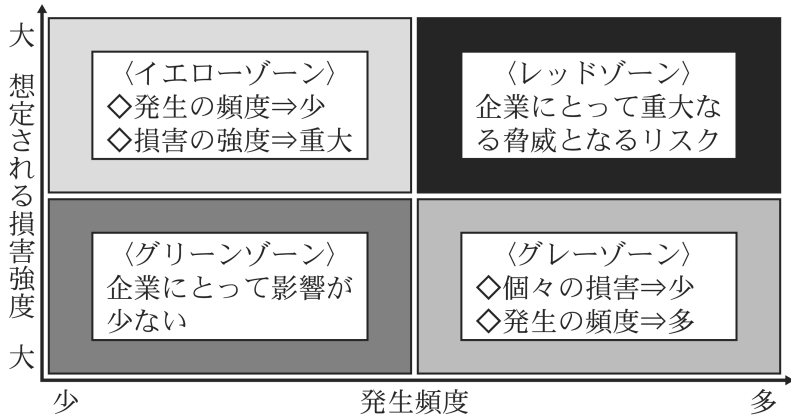 大
想定される損害強度
大
〈イエローゾーン〉
◇発生の頻度⇒少
◇損害の強度⇒重大
〈レッドゾーン〉
企業にとって重大な
る脅威となるリスク
〈グリーンゾーン〉
企業にとって影響が
少ない
〈グレーゾーン〉
◇個々の損害⇒少
◇発生の頻度⇒多
少
発生頻度
多